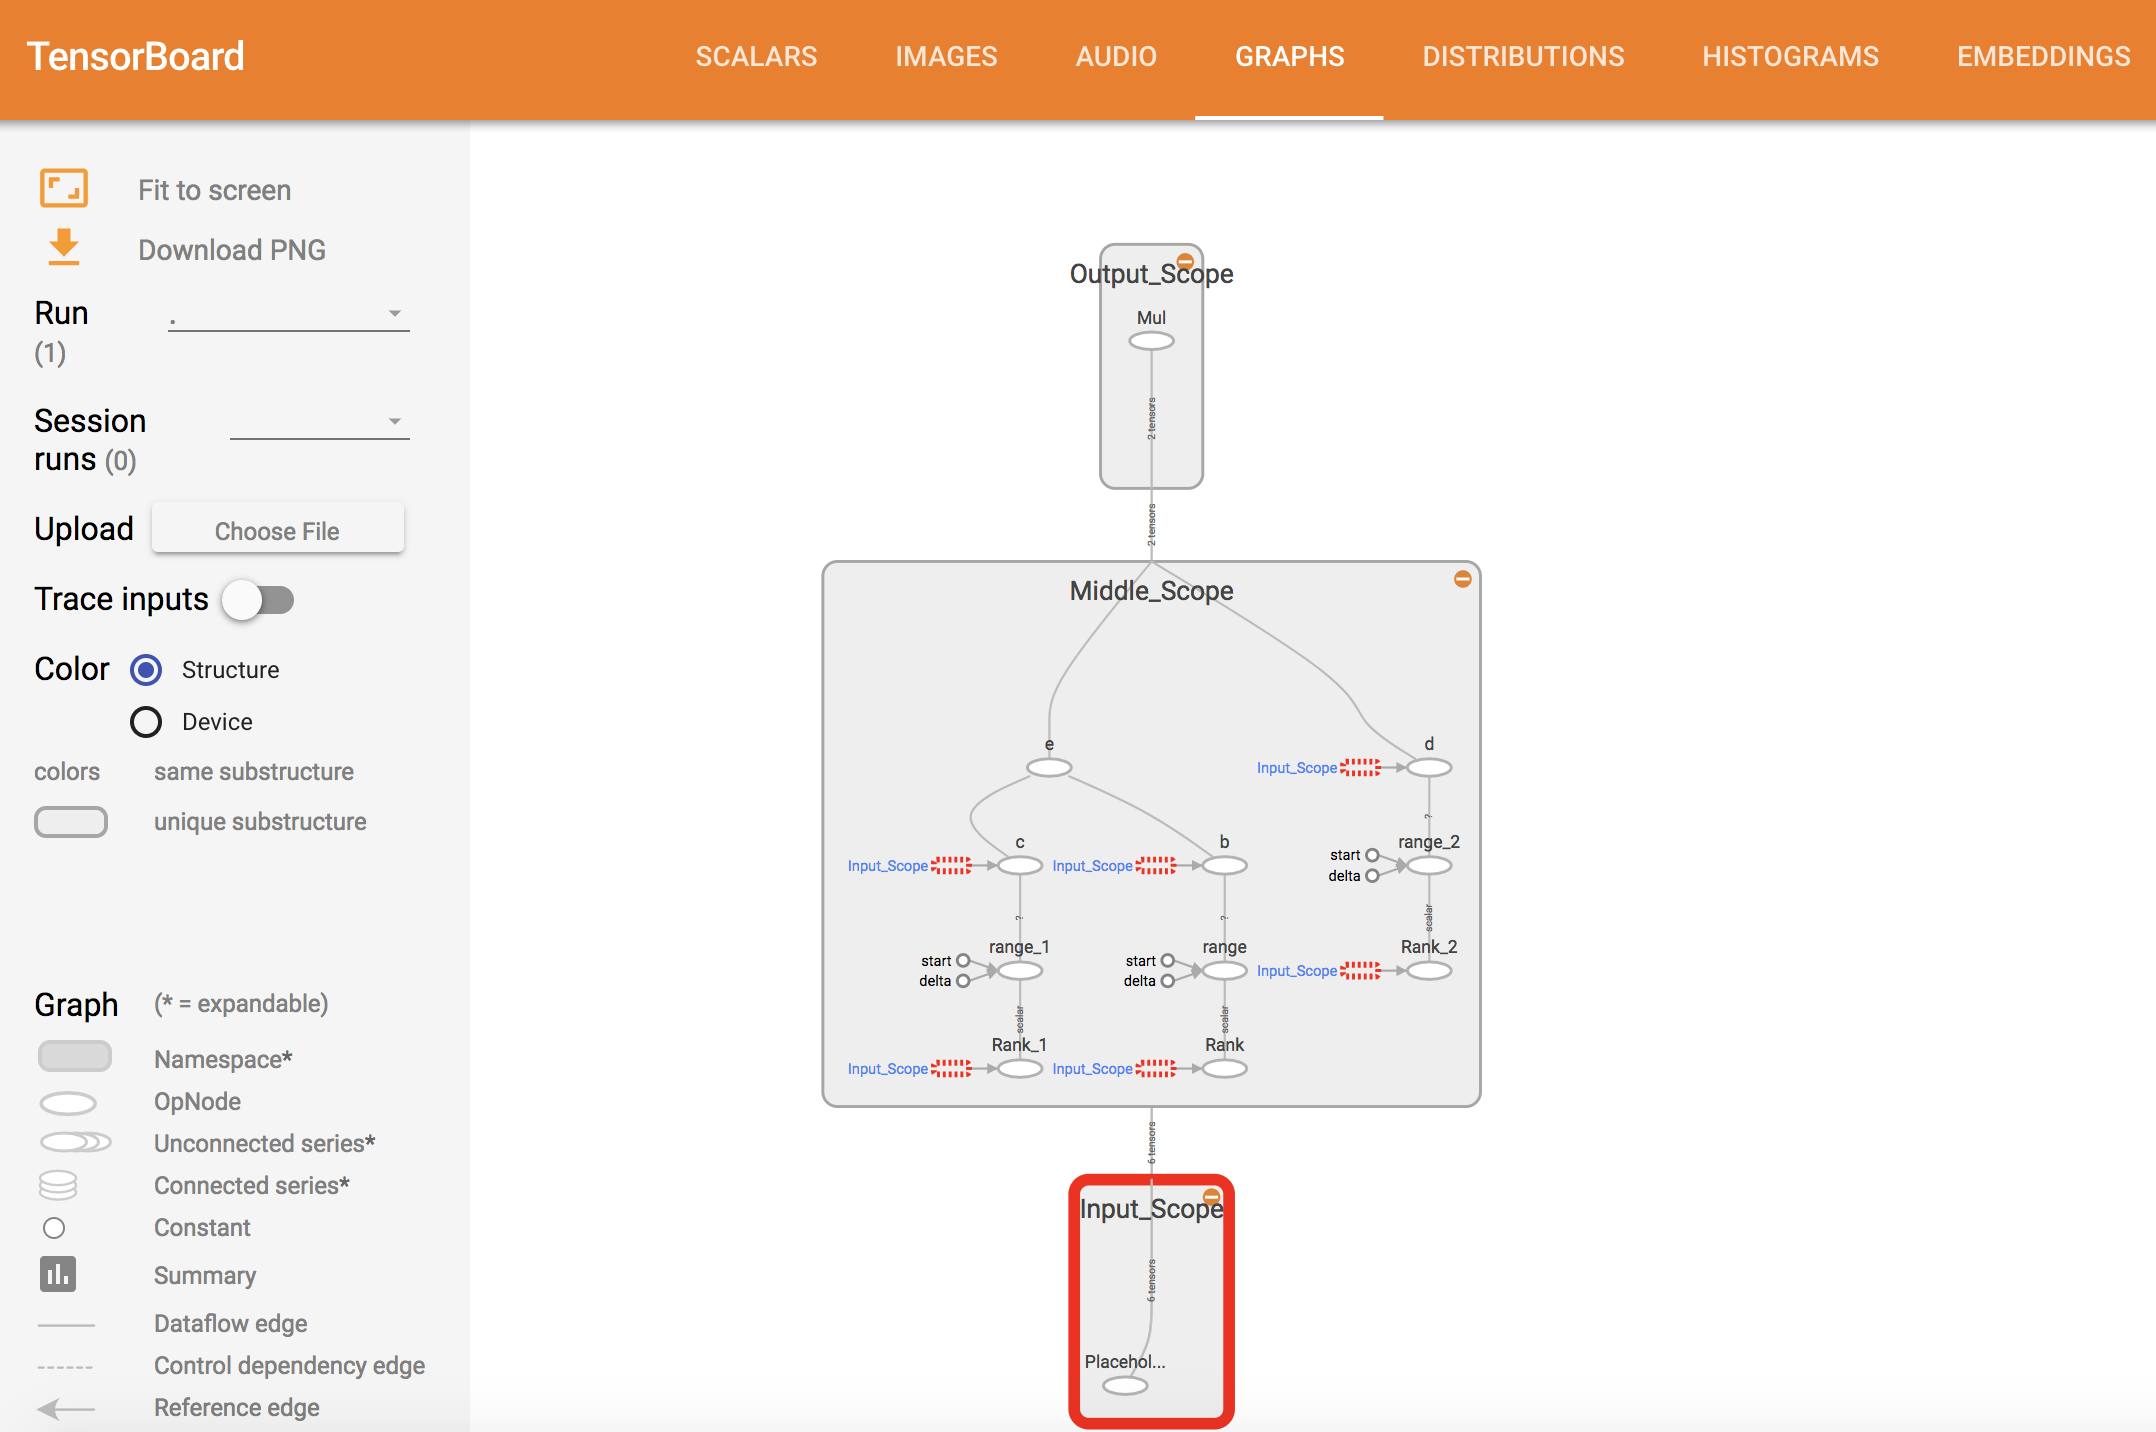 TensorBoard
SCALARS
IMAGES
AUDIO
GRAPHS
DISTRIBUTIONS
HISTOGRAMS
EMBEDDINGS
Fit to screen
Download PNG
Run
(1)
.
Session
runs (0)
Upload
Choose File
Trace inputs
Color
Structure
Device
colors
same substructure
unique substructure
Graph
(* = expandable)
Namespace*
OpNode
Unconnected series*
Connected series*
Constant
Summary
Dataflow edge
Control dependency edge
Reference edge
Output_Scope
Mul
2 tensors
2 tensors
Middle_Scope
e
d
Input_Scope
?
c
b
range_2
Input_Scope
Input_Scope
start
delta
?
?
scalar
range_1
range
Rank_2
start
delta
start
delta
Input_Scope
scalar
scalar
Rank_1
Rank
Input_Scope
Input_Scope
6 tensors
Input_Scope
6 tensors
Placehol...